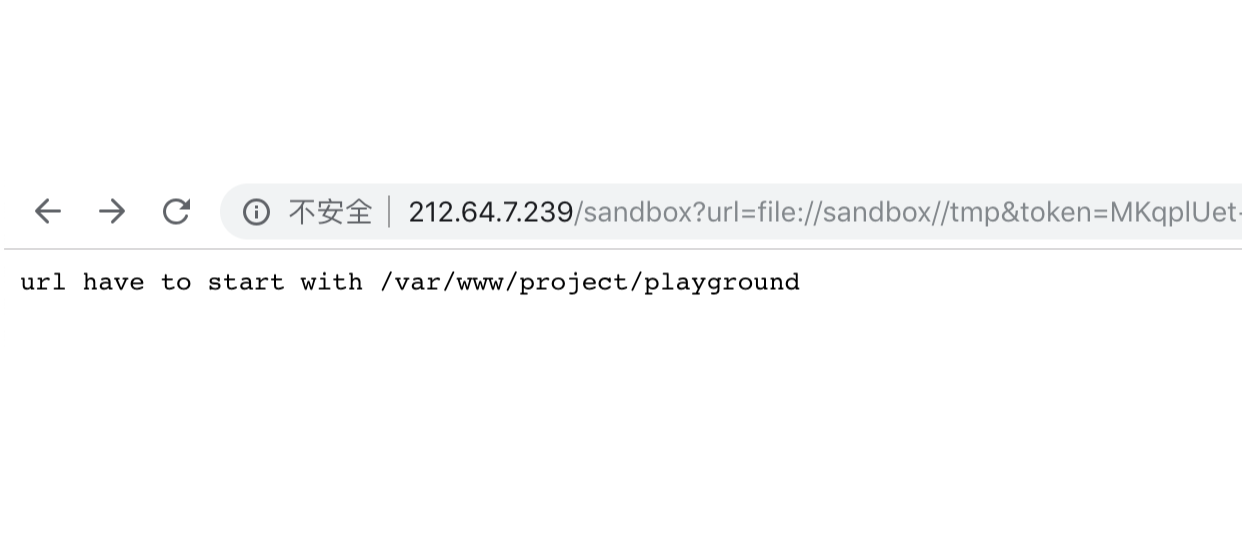 不安全 | 212.64.7.239/sandbox?url=file://sandbox//tmp&token=MKqplUet-
url have to start with /var/www/project/playground